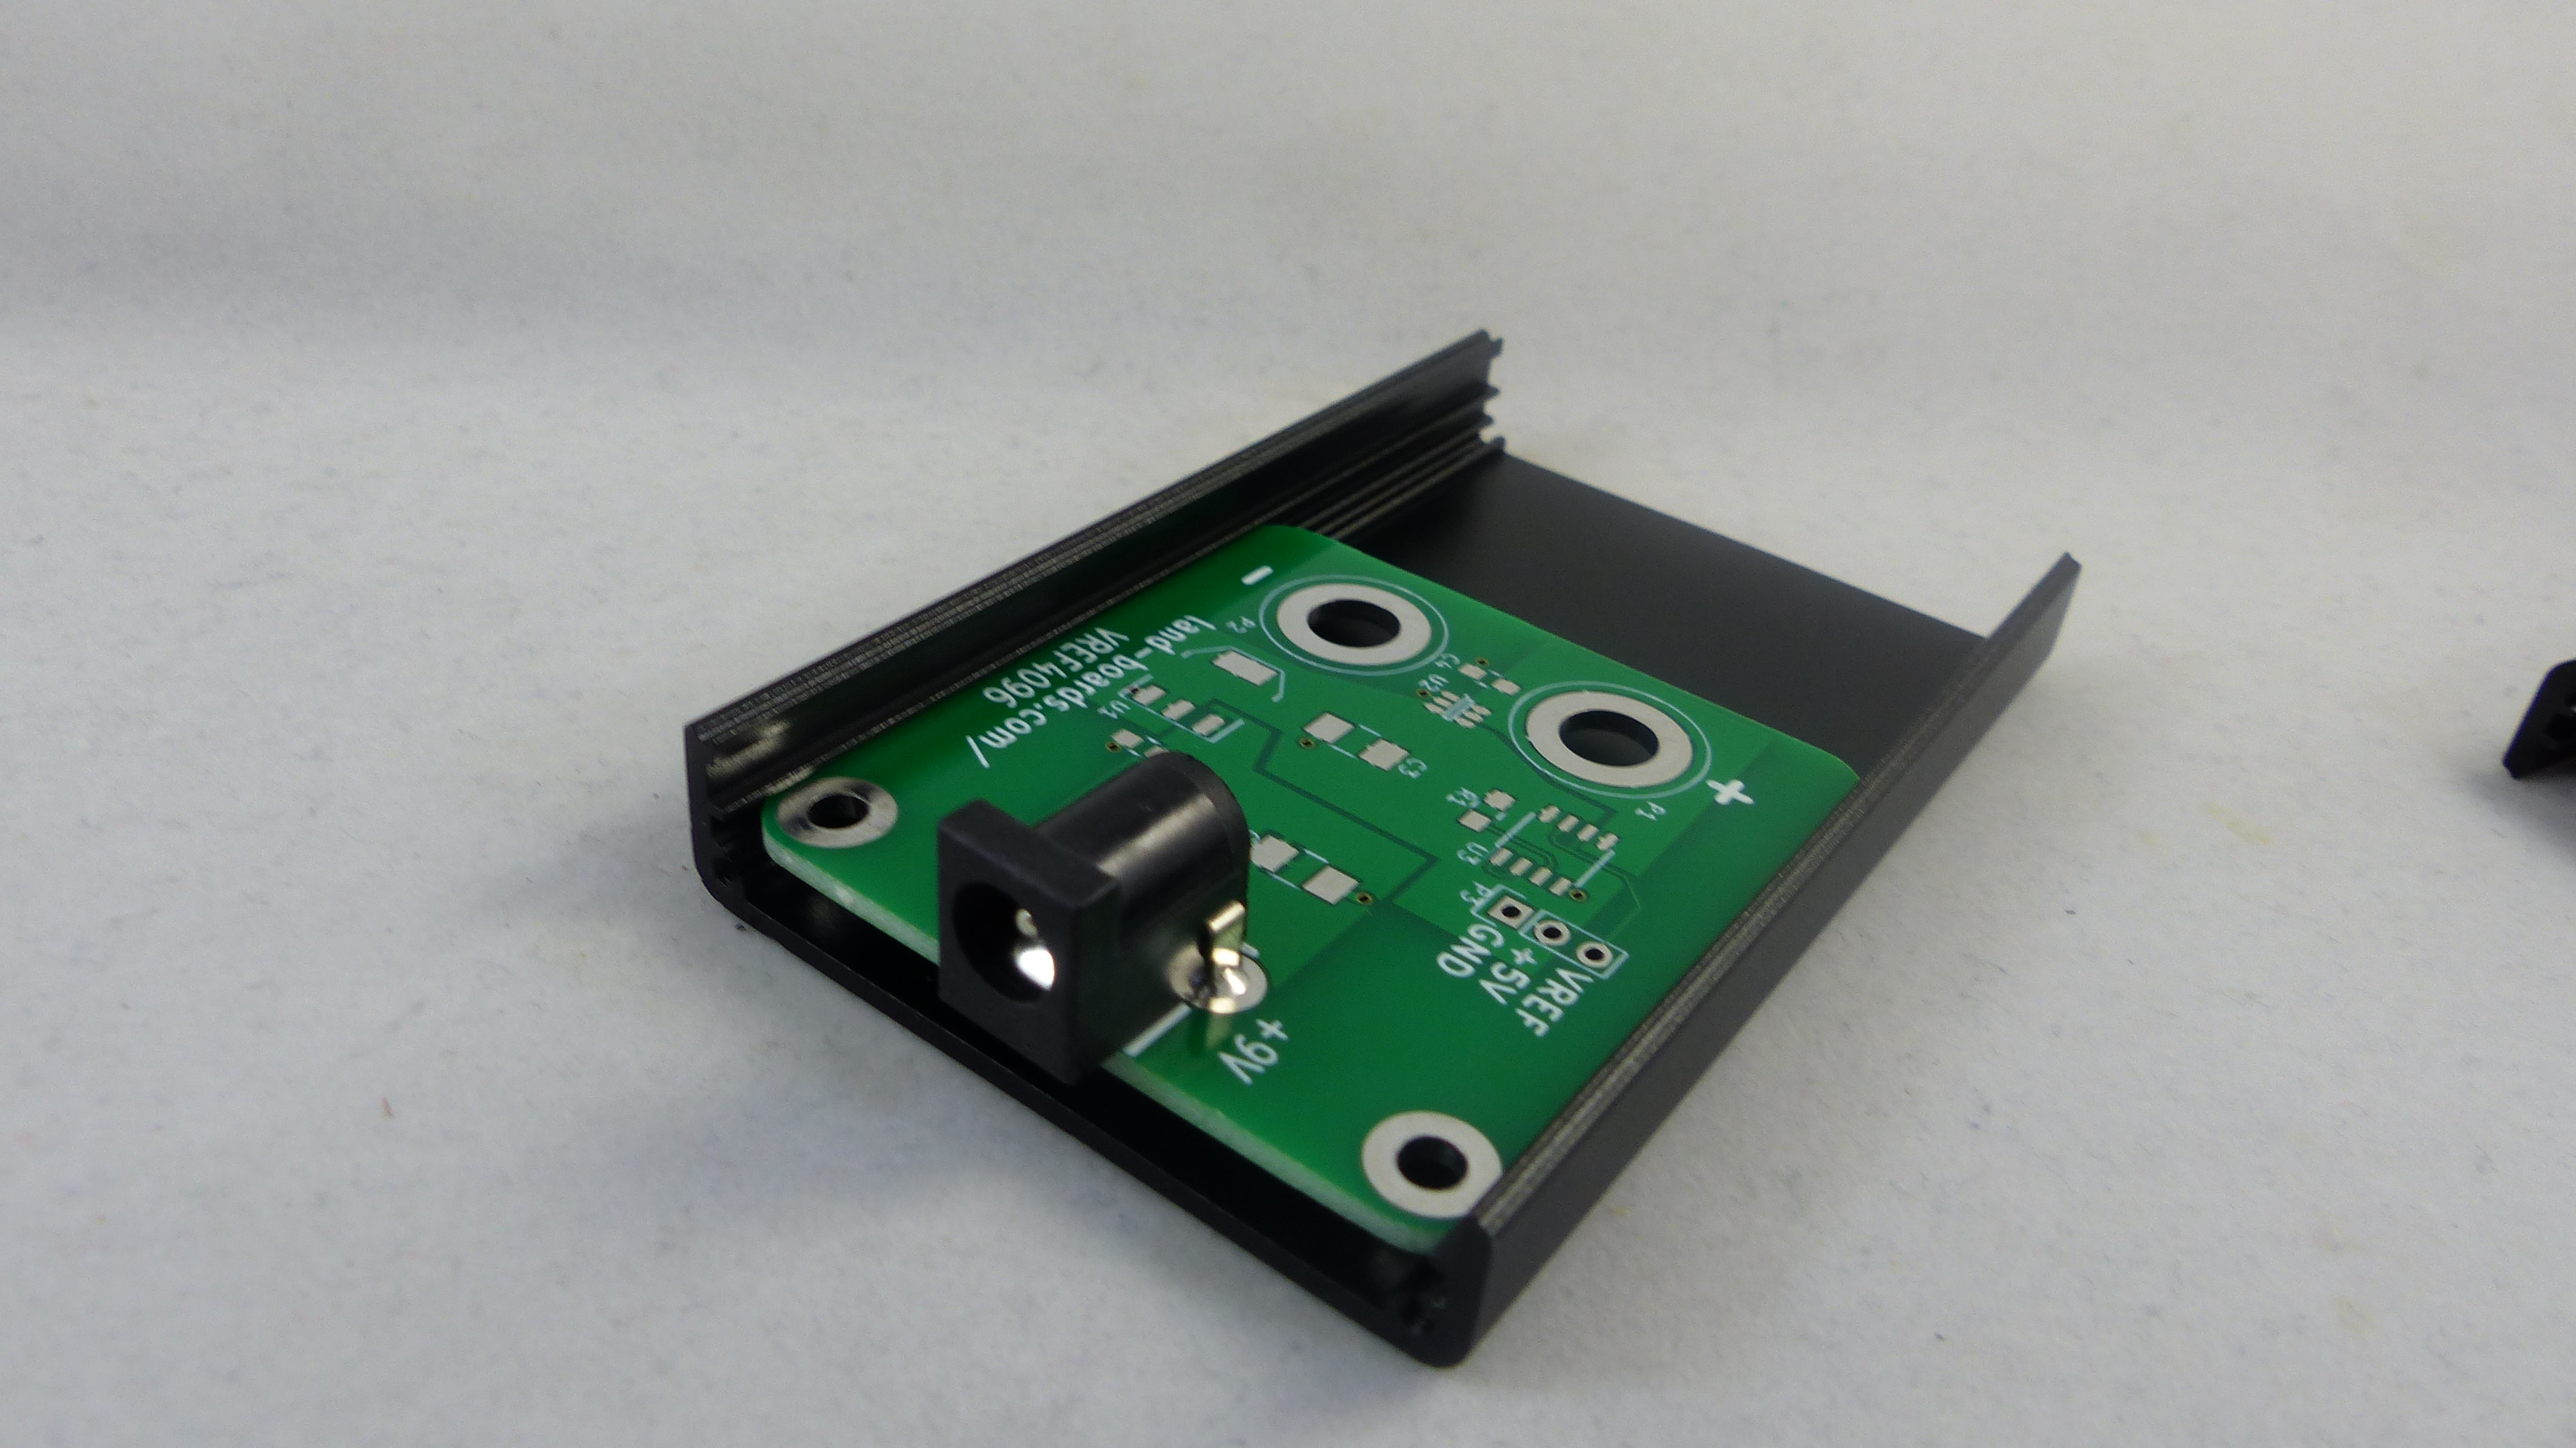 land-boards.com/
VREF4096
-
P2
C4
U2
U1
C3
+
P1
R1
U3
P3
GND
+5V
VREF
+9V